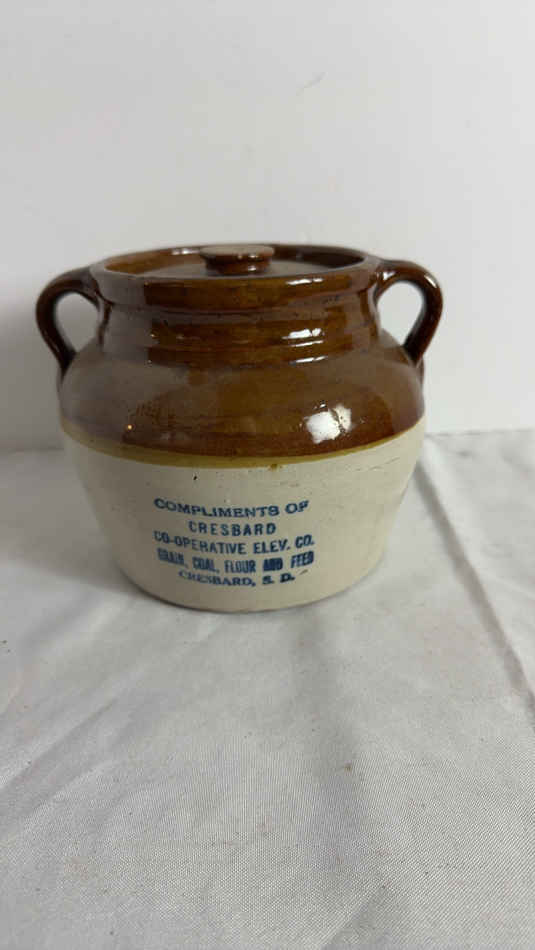 COMPLIMENTS OF
CRESBARD
CO-OPERATIVE ELEV. CO.
GRAIN, COAL, FLOUR AND FEED
CRESBARD, S. D.